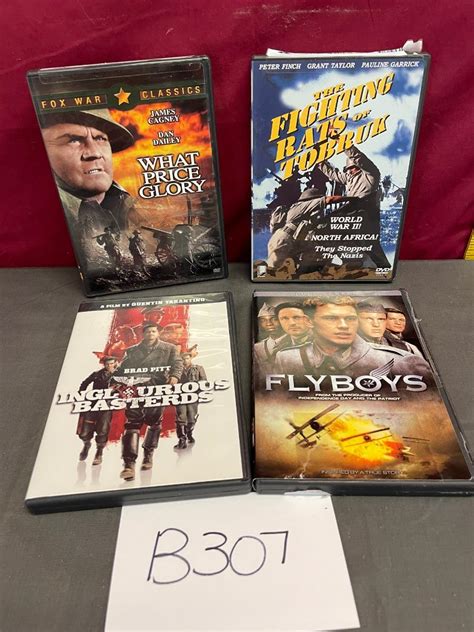 FOX WAR CLASSICS
JAMES
CAGNEY
DAN
DAILEY
WHAT
PRICE
GLORY
PETER FINCH GRANT TAYLOR PAULINE GARRICK
THE
FIGHTING
RATS OF
TOBRUK
WORLD
WAR II!
NORTH AFRICA!
They Stopped
The Nazis
DVD
A FILM BY QUENTIN TARANTINO
BRAD PITT
INGLOURIOUS
BASTERDS
FLYBOYS
FROM THE PRODUCER OF
INDEPENDENCE DAY AND THE PATRIOT
INSPIRED BY A TRUE STORY
B307